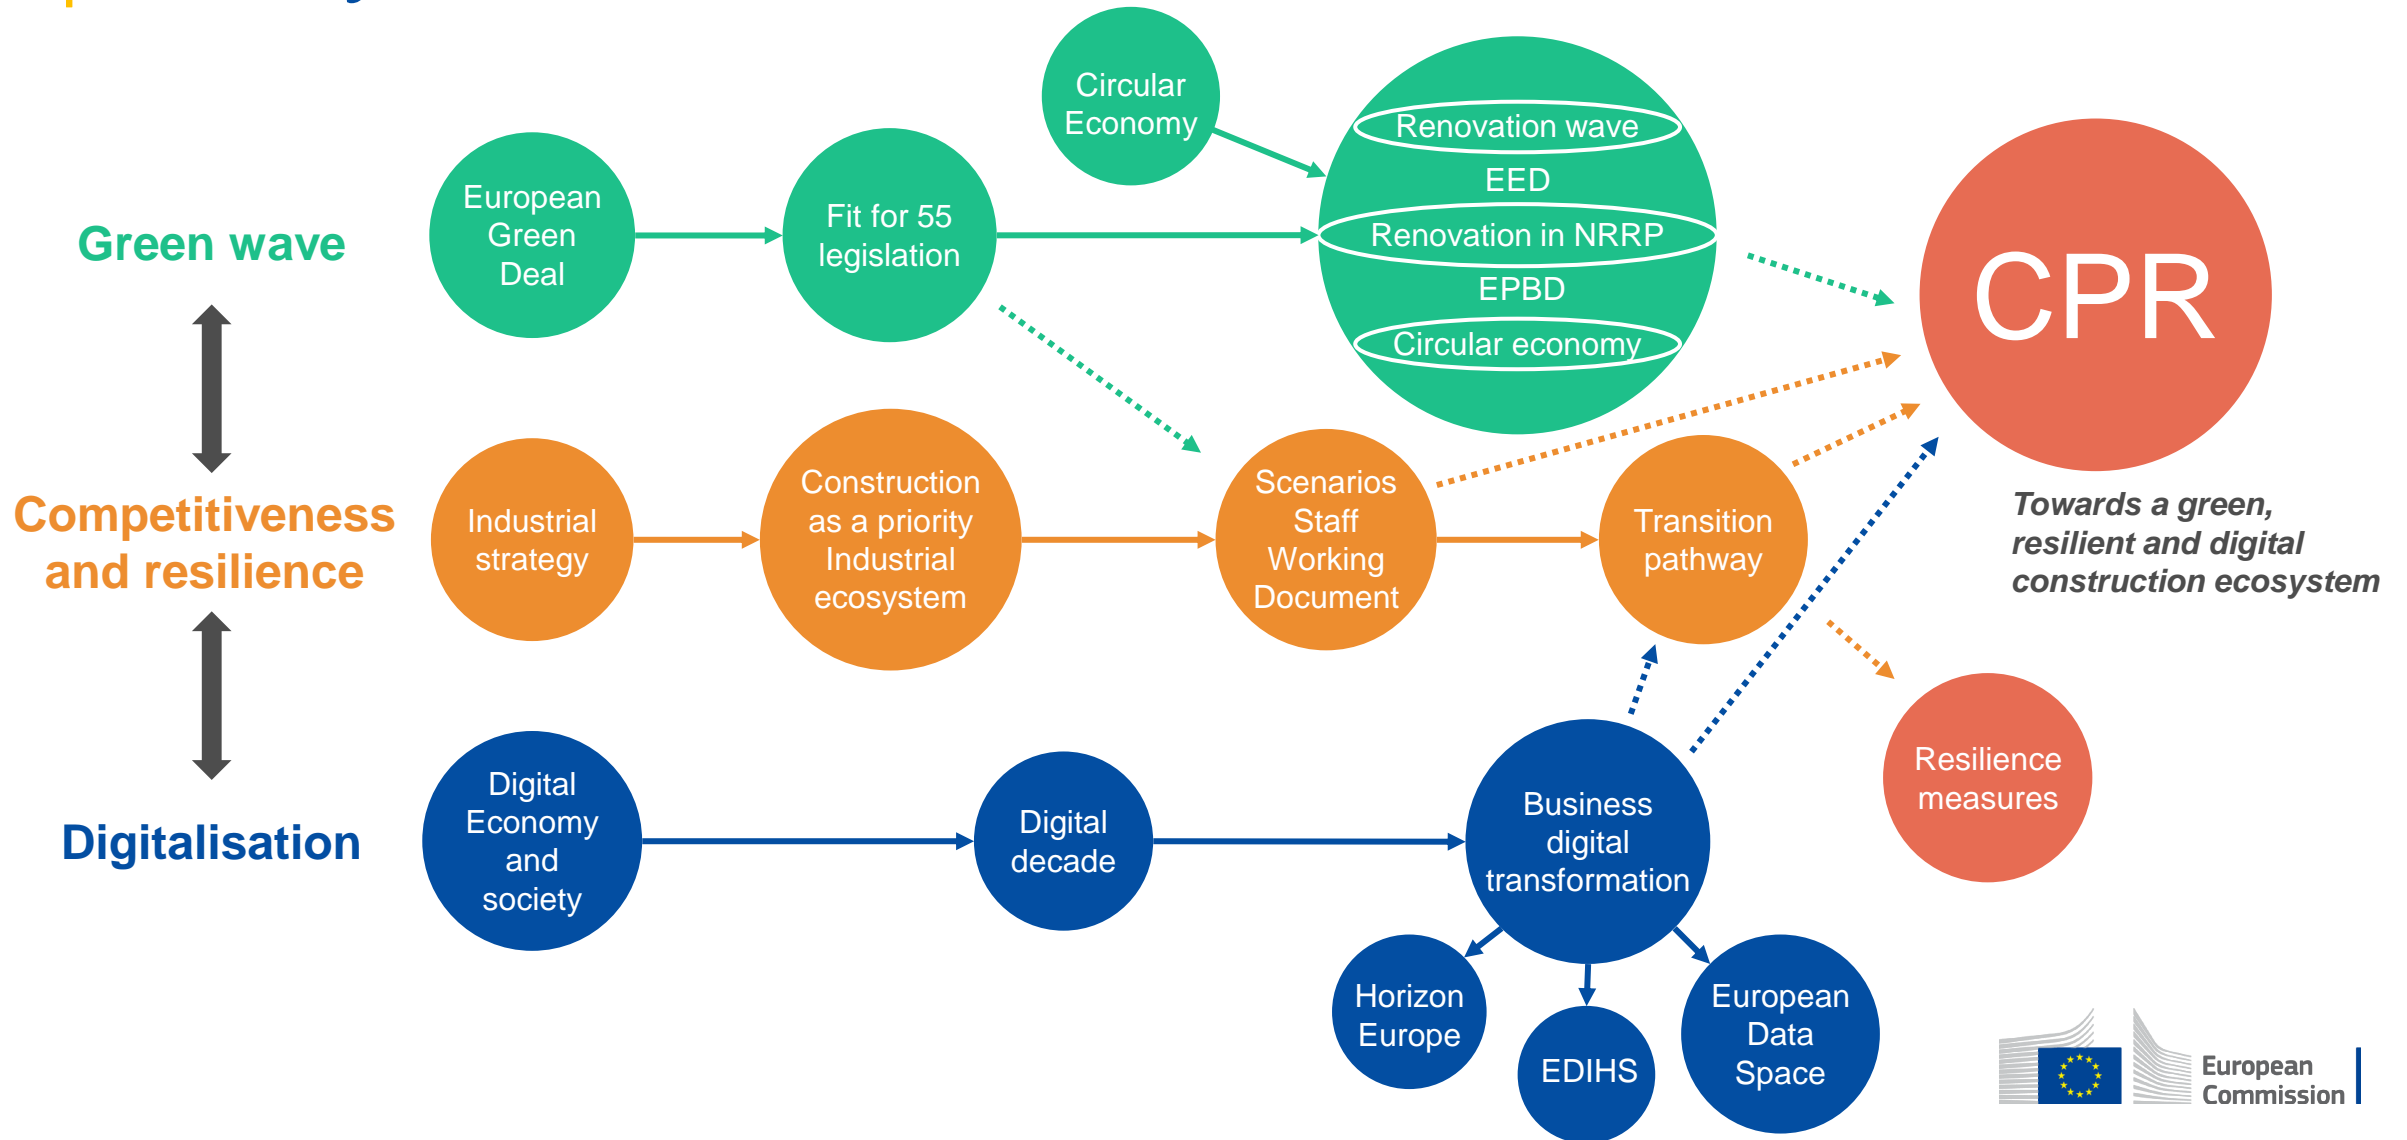 Circular
Economy
Renovation wave
EED
Renovation in NRRP
EPBD
Circular economy
CPR
European
Green
Deal
Fit for 55
legislation
Green wave
Competitiveness
and resilience
Industrial
strategy
Construction
as a priority
Industrial
ecosystem
Scenarios
Staff
Working
Document
Transition
pathway
Towards a green,
resilient and digital
construction ecosystem
Resilience
measures
Digitalisation
Digital
Economy
and
society
Digital
decade
Business
digital
transformation
Horizon
Europe
EDIHS
European
Data
Space
European
Commission